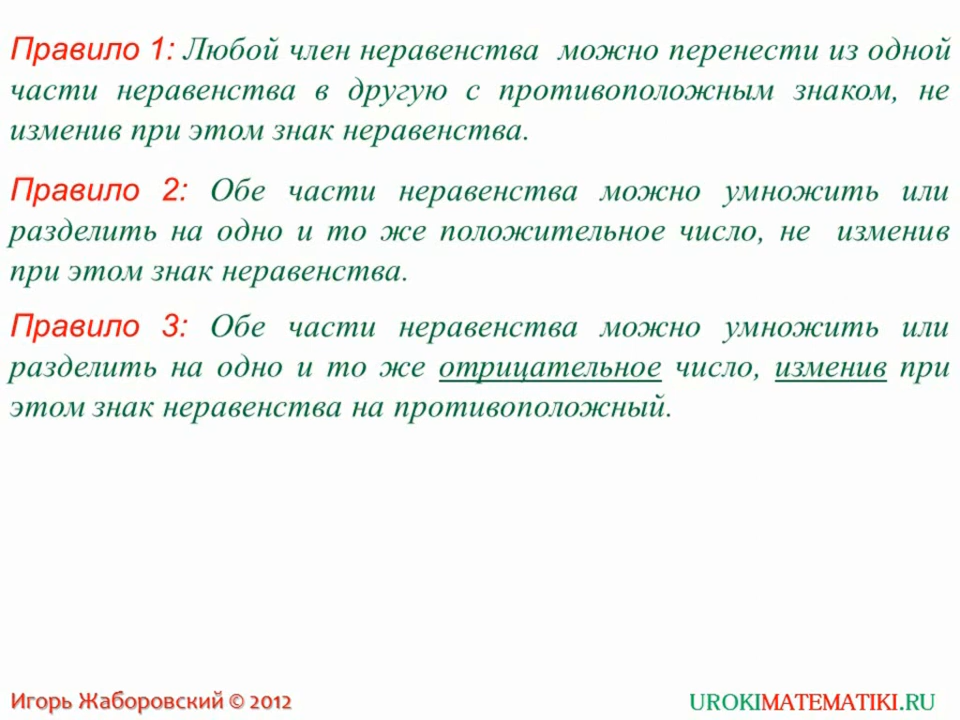 Правило 1: Любой член неравенства можно перенести из одной
части неравенства в другую с противоположным знаком, не
изменив при этом знак неравенства.
Правило 2: Обе части неравенства можно умножить или
разделить на одно и то же положительное число, не изменив
при этом знак неравенства.
Правило 3: Обе части неравенства можно умножить или
разделить на одно и то же отрицательное число, изменив при
этом знак неравенства на противоположный.
Игорь Жаборовский © 2012
UROKIMATEMATIKI.RU